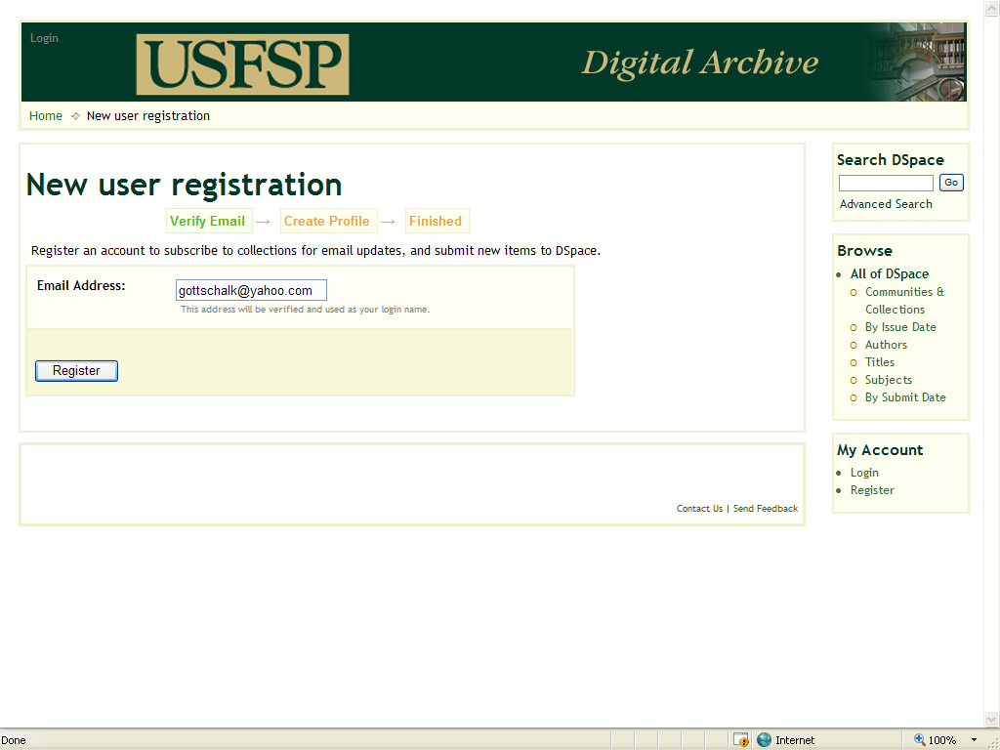 Login
USFSP
Digital Archive
Home
New user registration
New user registration
Verify Email → Create Profile → Finished
Register an account to subscribe to collections for email updates, and submit new items to DSpace.
Email Address:
gottschalk@yahoo.com
This address will be verified and used as your login name.
Register
Contact Us | Send Feedback
Search DSpace
Go
Advanced Search
Browse
All of DSpace
Communities &
Collections
By Issue Date
Authors
Titles
Subjects
By Submit Date
My Account
Login
Register
Done
Internet
100%